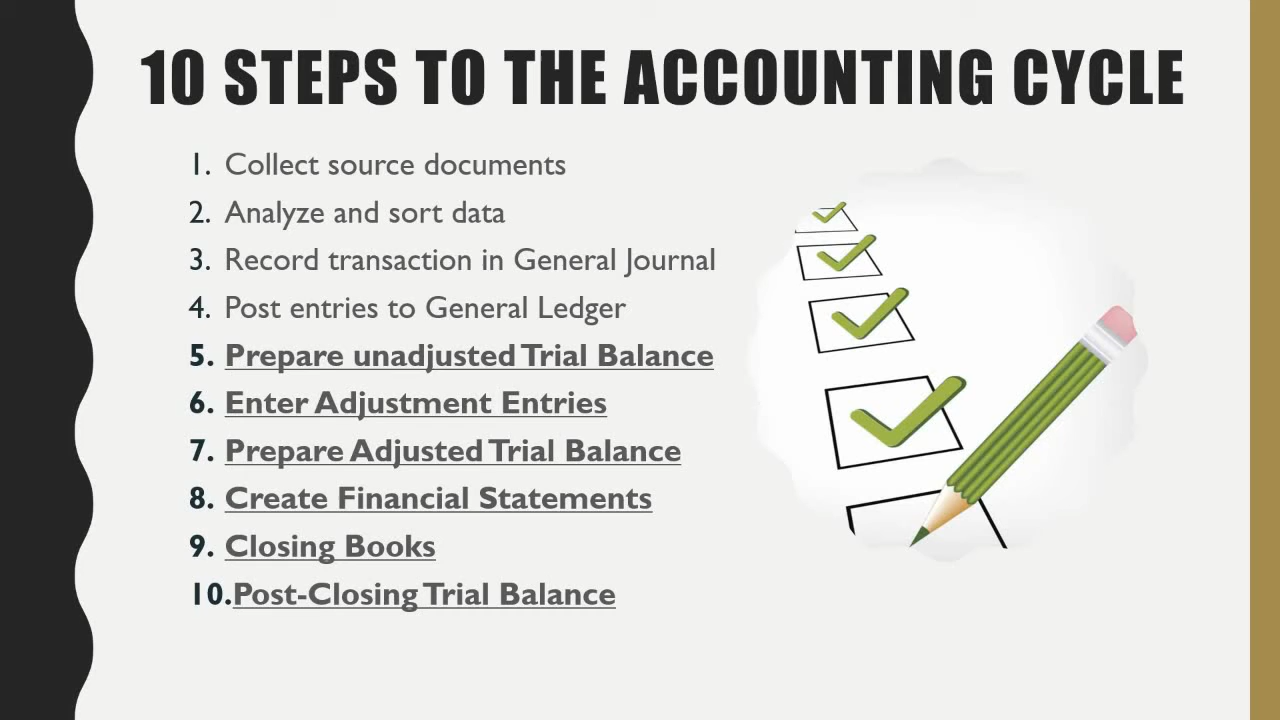 10 STEPS TO THE ACCOUNTING CYCLE
1. Collect source documents
2. Analyze and sort data
3. Record transaction in General Journal
4. Post entries to General Ledger
5. Prepare unadjusted Trial Balance
6. Enter Adjustment Entries
7. Prepare Adjusted Trial Balance
8. Create Financial Statements
9. Closing Books
10. Post-Closing Trial Balance